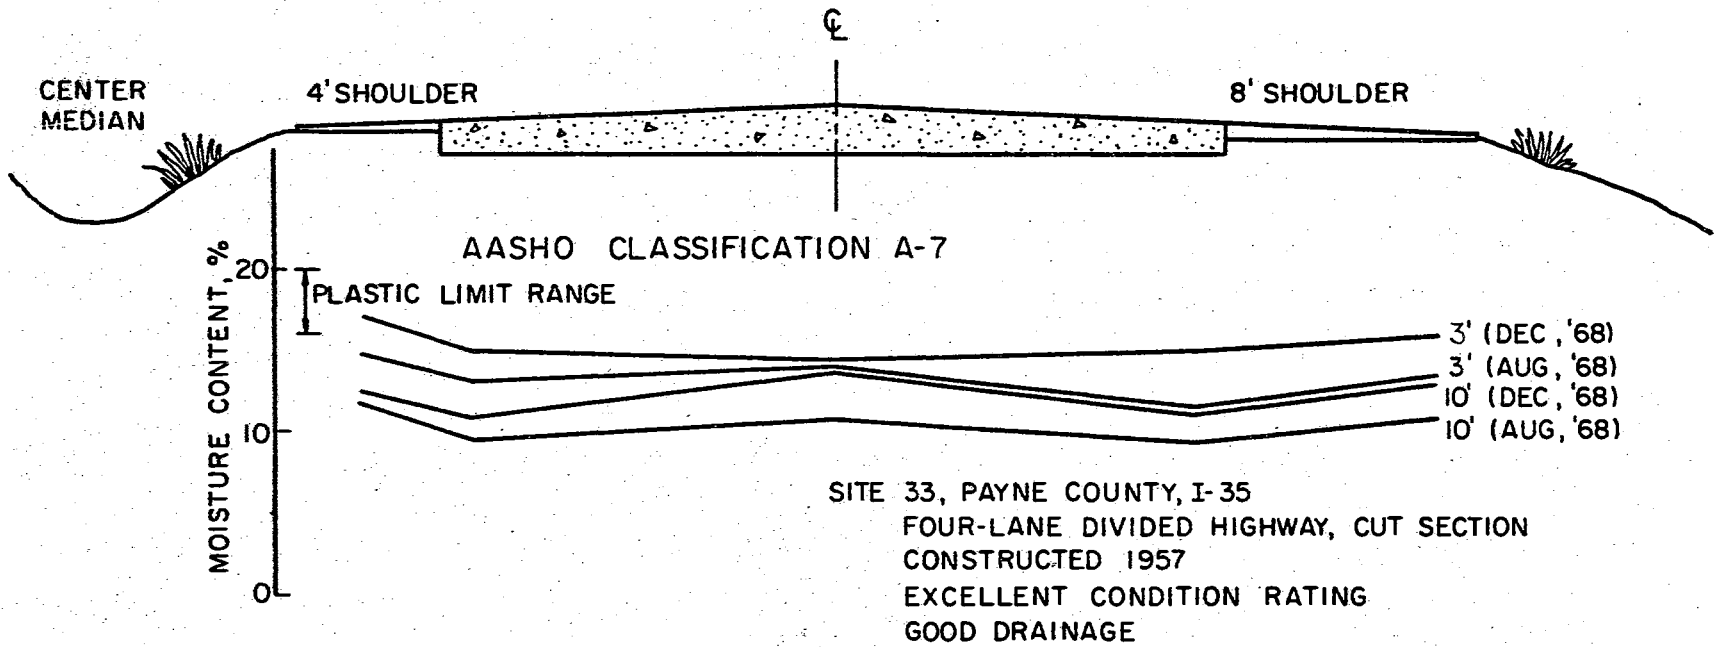 ℄
CENTER
MEDIAN
4' SHOULDER
8' SHOULDER
AASHO CLASSIFICATION A-7
MOISTURE CONTENT, %
20
PLASTIC LIMIT RANGE
10
0
3' (DEC, '68)
3' (AUG, '68)
10' (DEC, '68)
10' (AUG, '68)
SITE 33, PAYNE COUNTY, I-35
FOUR-LANE DIVIDED HIGHWAY, CUT SECTION
CONSTRUCTED 1957
EXCELLENT CONDITION RATING
GOOD DRAINAGE